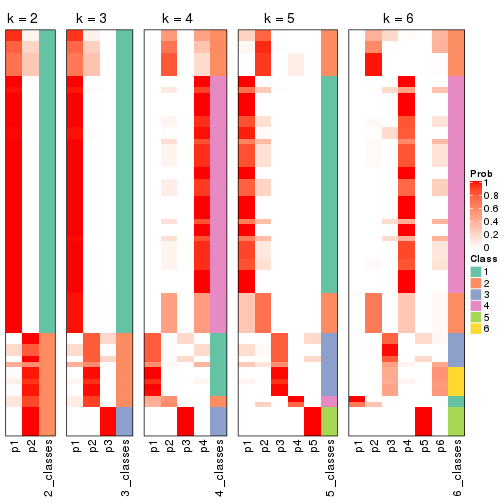 k = 2
k = 3
k = 4
k = 5
k = 6
p1
p2
2_classes
p1
p2
p3
3_classes
p1
p2
p3
p4
4_classes
p1
p2
p3
p4
p5
5_classes
p1
p2
p3
p4
p5
p6
6_classes
Prob
1
0.8
0.6
0.4
0.2
0
Class
1
2
3
4
5
6